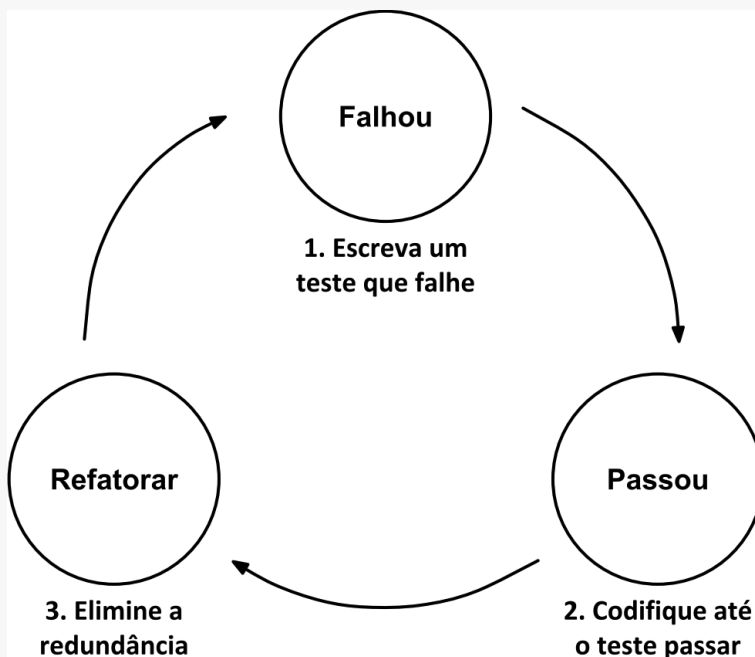 Falhou
1. Escreva um
teste que falhe
Refatorar
Passou
3. Elimine a
redundância
2. Codifique até
o teste passar